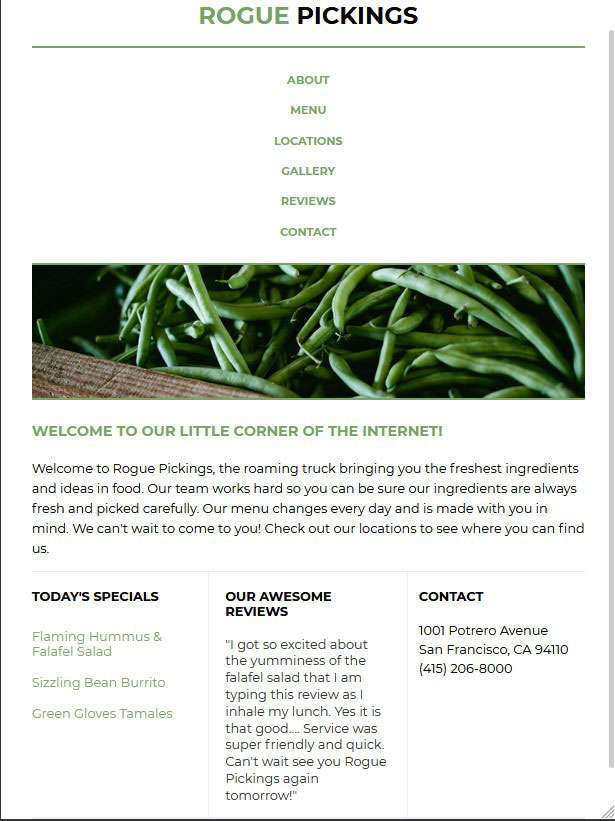 ROGUE PICKINGS
ABOUT
MENU
LOCATIONS
GALLERY
REVIEWS
CONTACT
WELCOME TO OUR LITTLE CORNER OF THE INTERNET!
Welcome to Rogue Pickings, the roaming truck bringing you the freshest ingredients
and ideas in food. Our team works hard so you can be sure our ingredients are always
fresh and picked carefully. Our menu changes every day and is made with you in
mind. We can't wait to come to you! Check out our locations to see where you can find
us.
TODAY'S SPECIALS
Flaming Hummus &
Falafel Salad
Sizzling Bean Burrito
Green Gloves Tamales
OUR AWESOME
REVIEWS
"I got so excited about
the yumminess of the
falafel salad that I am
typing this review as I
inhale my lunch. Yes it is
that good.... Service was
super friendly and quick.
Can't wait see you Rogue
Pickings again
tomorrow!"
CONTACT
1001 Potrero Avenue
San Francisco, CA 94110
(415) 206-8000